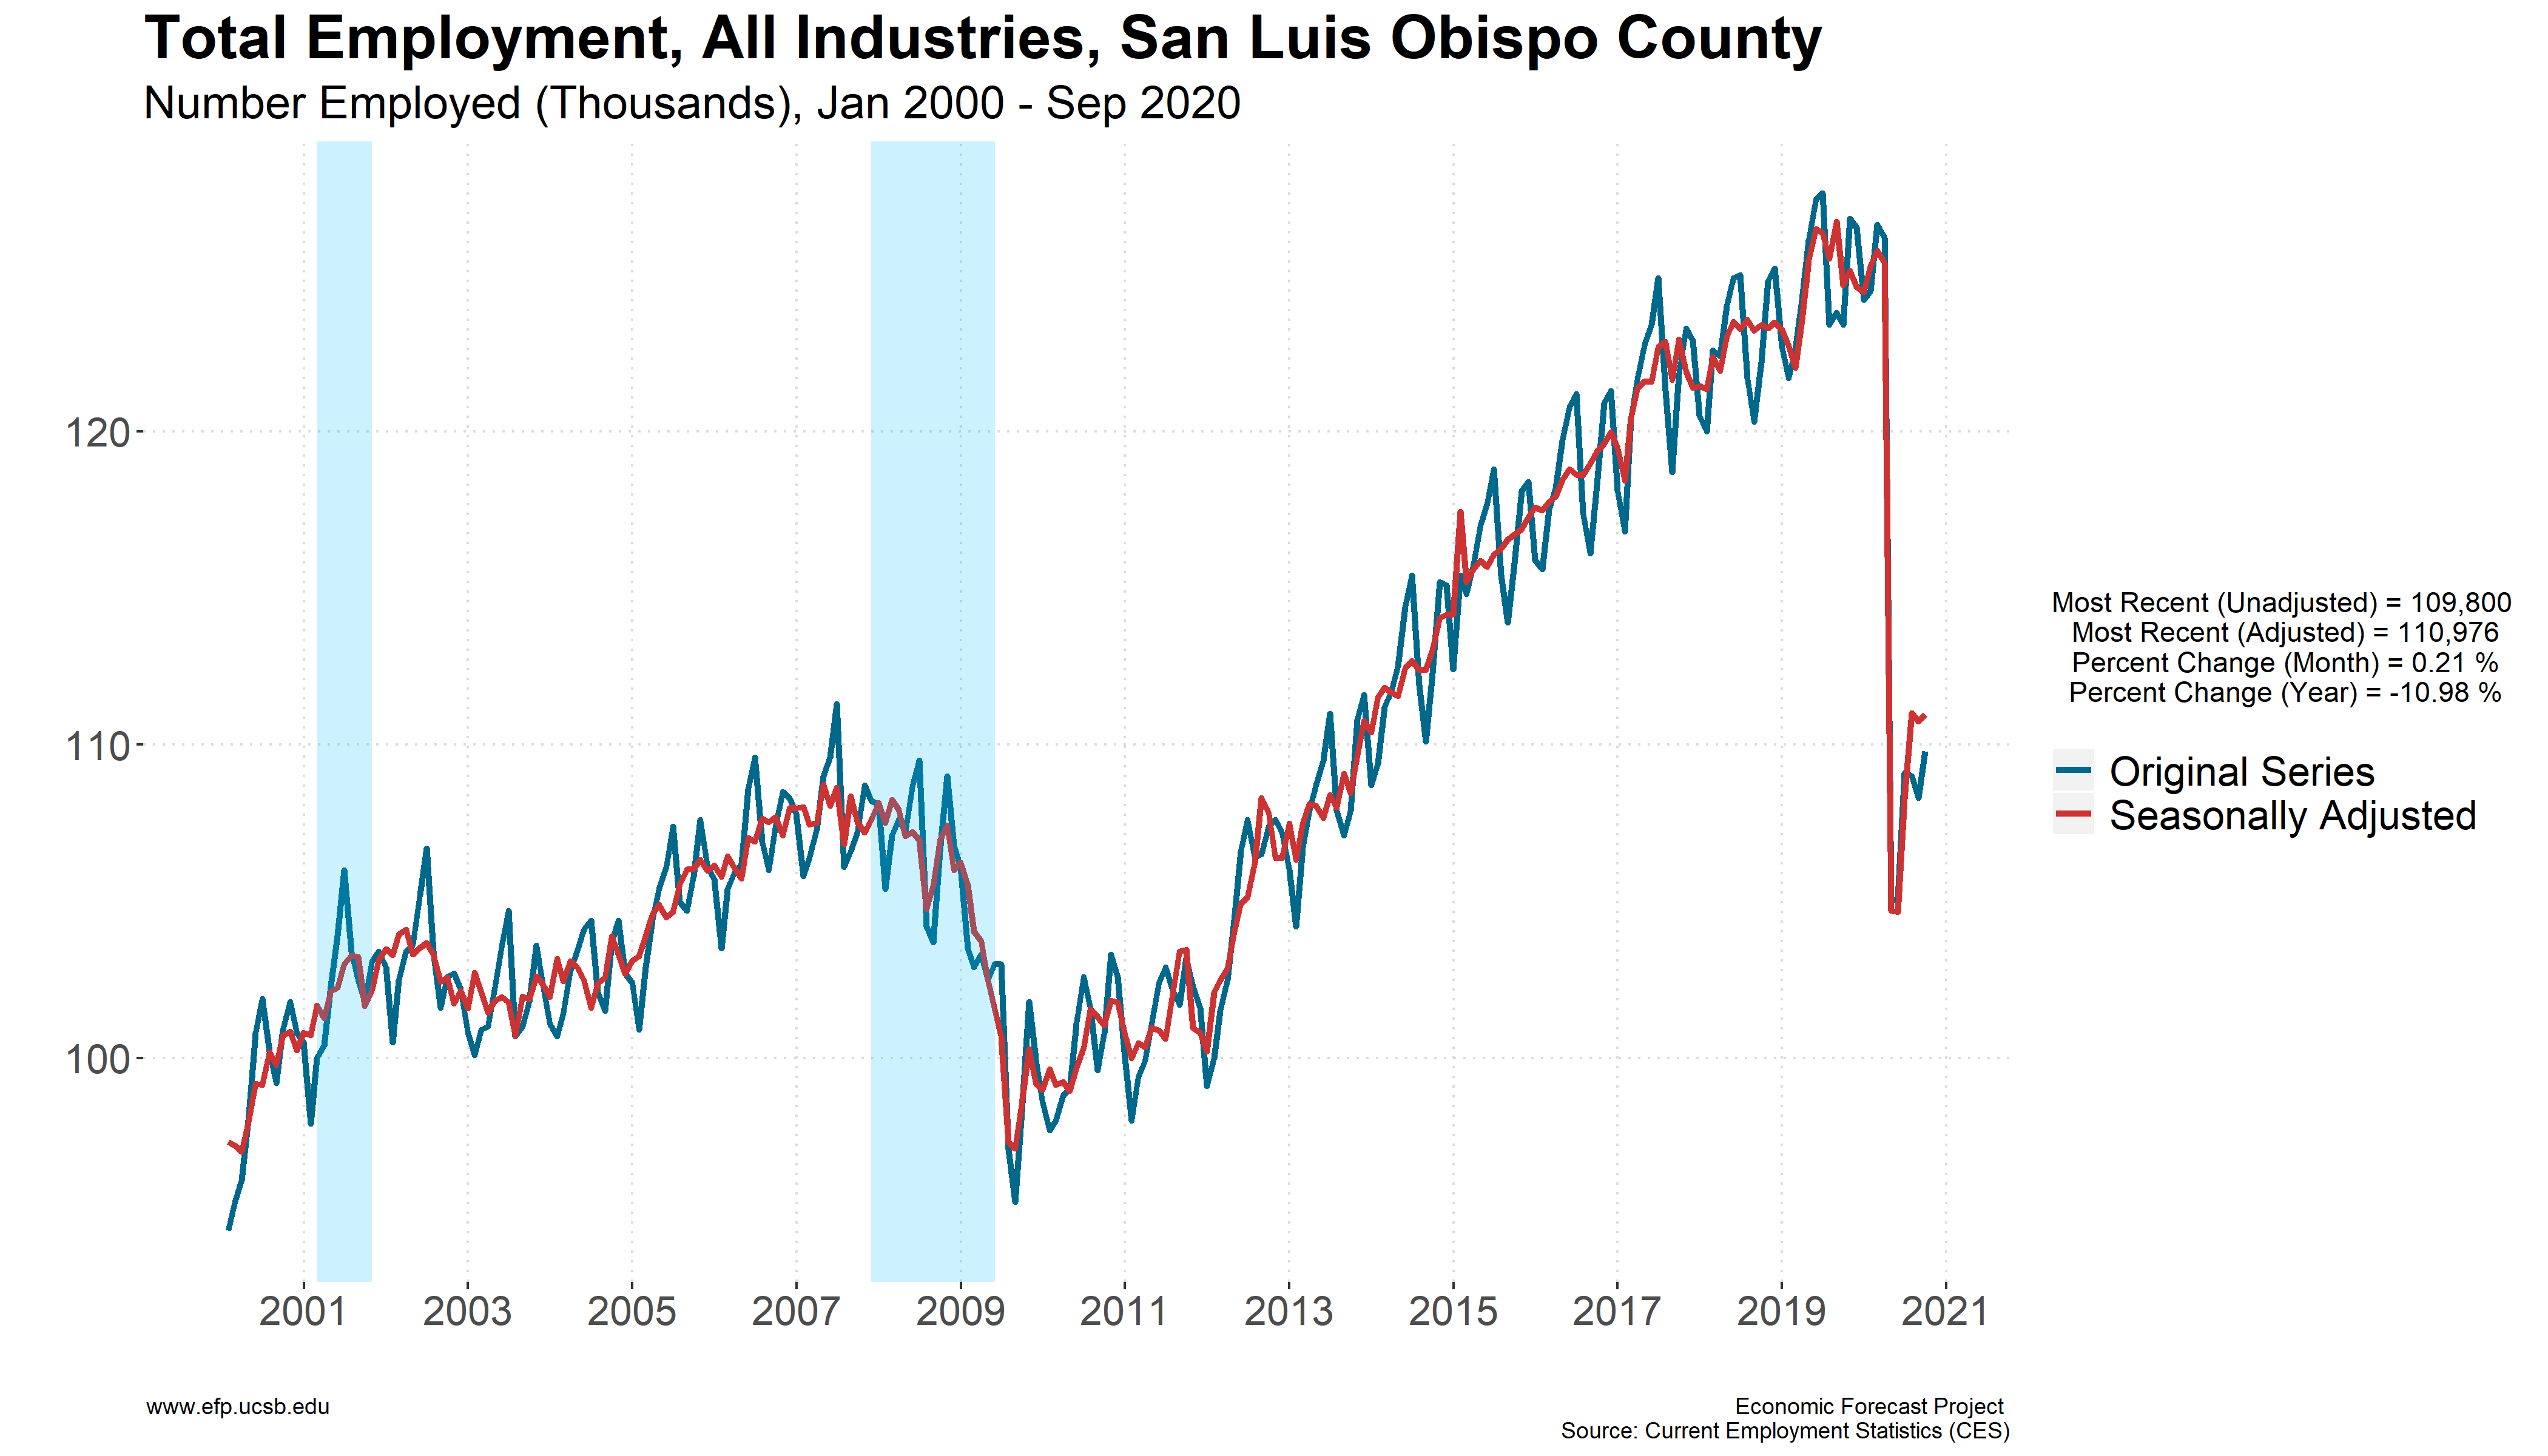 Total Employment, All Industries, San Luis Obispo County
Number Employed (Thousands), Jan 2000 - Sep 2020
120
110
100
2001 2003 2005 2007 2009 2011 2013 2015 2017 2019 2021
Most Recent (Unadjusted) = 109,800
Most Recent (Adjusted) = 110,976
Percent Change (Month) = 0.21 %
Percent Change (Year) = -10.98 %
Original Series
Seasonally Adjusted
www.efp.ucsb.edu
Economic Forecast Project
Source: Current Employment Statistics (CES)